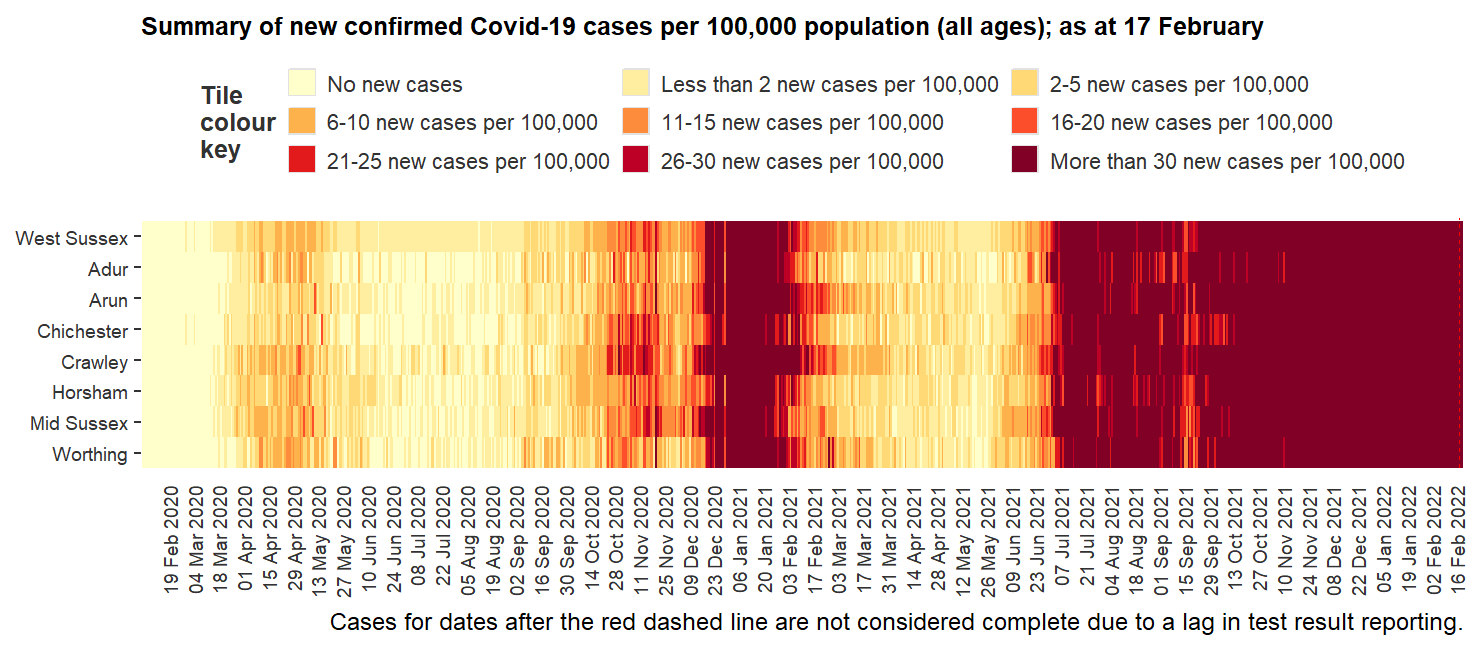 Summary of new confirmed Covid-19 cases per 100,000 population (all ages); as at 17 February
Tile
colour
key
No new cases
Less than 2 new cases per 100,000
2-5 new cases per 100,000
6-10 new cases per 100,000
11-15 new cases per 100,000
16-20 new cases per 100,000
21-25 new cases per 100,000
26-30 new cases per 100,000
More than 30 new cases per 100,000
West Sussex
Adur
Arun
Chichester
Crawley
Horsham
Mid Sussex
Worthing
19 Feb 2020
04 Mar 2020
18 Mar 2020
01 Apr 2020
15 Apr 2020
29 Apr 2020
13 May 2020
27 May 2020
10 Jun 2020
24 Jun 2020
08 Jul 2020
22 Jul 2020
05 Aug 2020
19 Aug 2020
02 Sep 2020
16 Sep 2020
30 Sep 2020
14 Oct 2020
28 Oct 2020
11 Nov 2020
25 Nov 2020
09 Dec 2020
23 Dec 2020
06 Jan 2021
20 Jan 2021
03 Feb 2021
17 Feb 2021
03 Mar 2021
17 Mar 2021
31 Mar 2021
14 Apr 2021
28 Apr 2021
12 May 2021
26 May 2021
09 Jun 2021
23 Jun 2021
07 Jul 2021
21 Jul 2021
04 Aug 2021
18 Aug 2021
01 Sep 2021
15 Sep 2021
29 Sep 2021
13 Oct 2021
27 Oct 2021
10 Nov 2021
24 Nov 2021
08 Dec 2021
22 Dec 2021
05 Jan 2022
19 Jan 2022
02 Feb 2022
16 Feb 2022
Cases for dates after the red dashed line are not considered complete due to a lag in test result reporting.